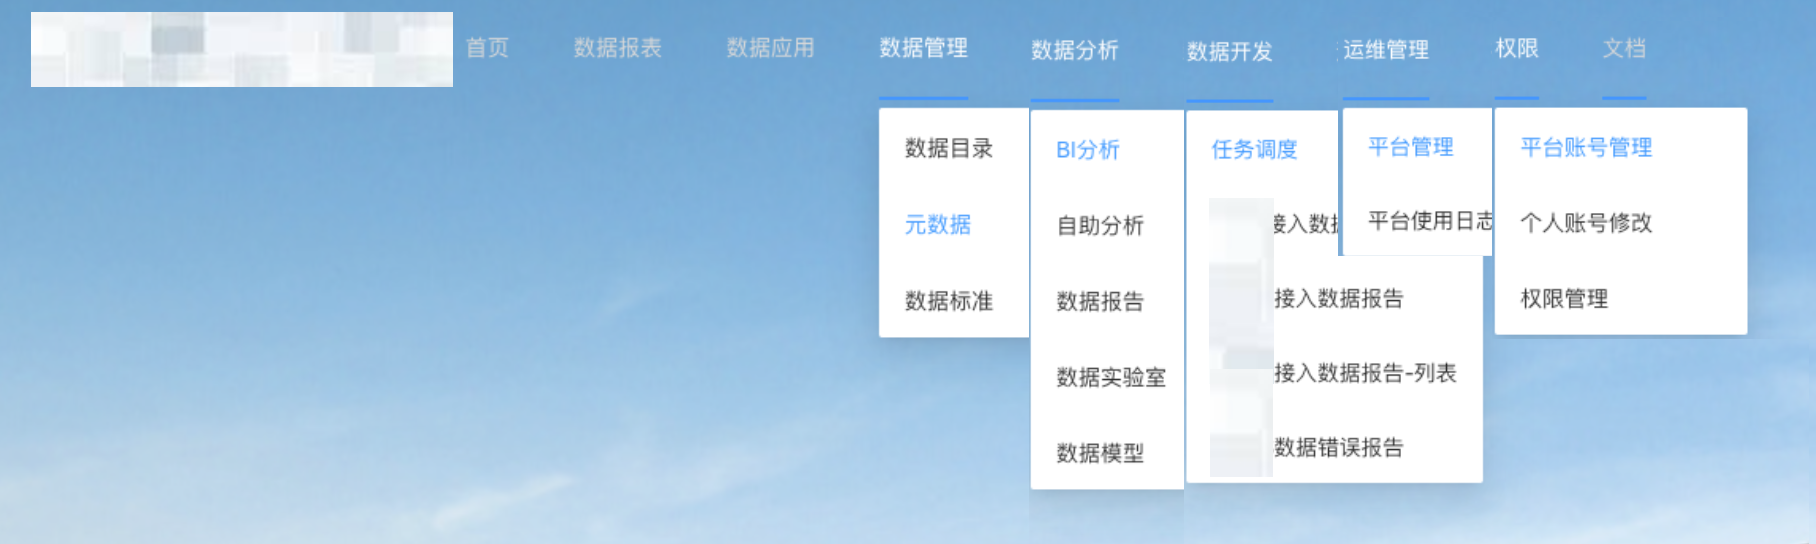 首页
数据报表
数据应用
数据管理
数据分析
数据开发
运维管理
权限
文档
数据目录
元数据
数据标准
BI分析
自助分析
数据报告
数据实验室
数据模型
任务调度
接入数据
接入数据报告
接入数据报告-列表
数据错误报告
平台管理
平台使用日志
平台账号管理
个人账号修改
权限管理